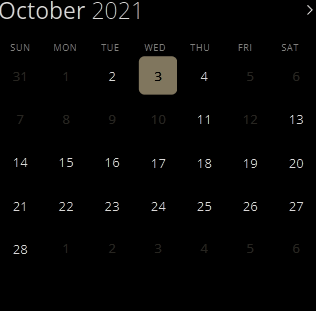 October 2021 >
SUN MON TUE WED THU FRI SAT
31 1 2 3 4 5 6
7 8 9 10 11 12 13
14 15 16 17 18 19 20
21 22 23 24 25 26 27
28 1 2 3 4 5 6